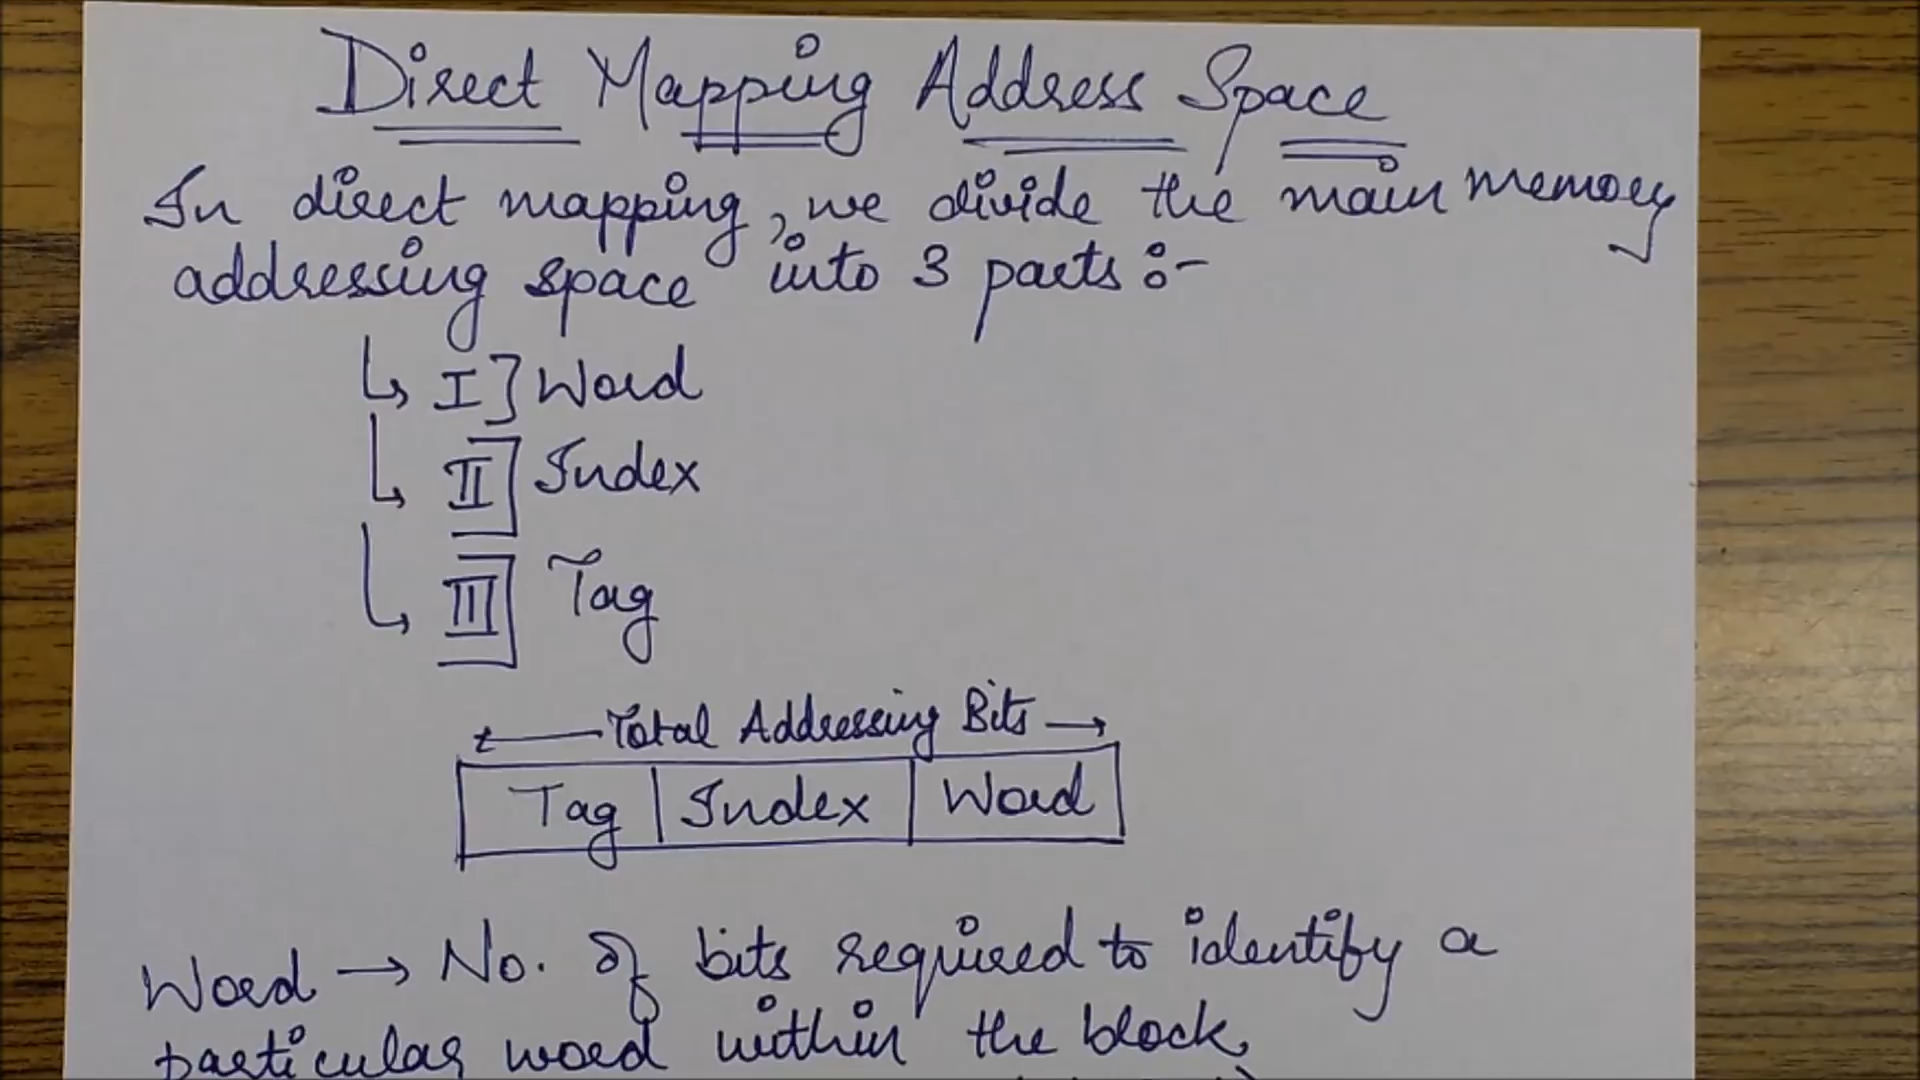 Direct Mapping Address Space
In direct mapping, we divide the main memory
addressing space into 3 parts :-
I] Word
II] Index
III] Tag
Total Addressing Bits
Tag | Index | Word
Word → No. of bits required to identify a
particular word within the block.